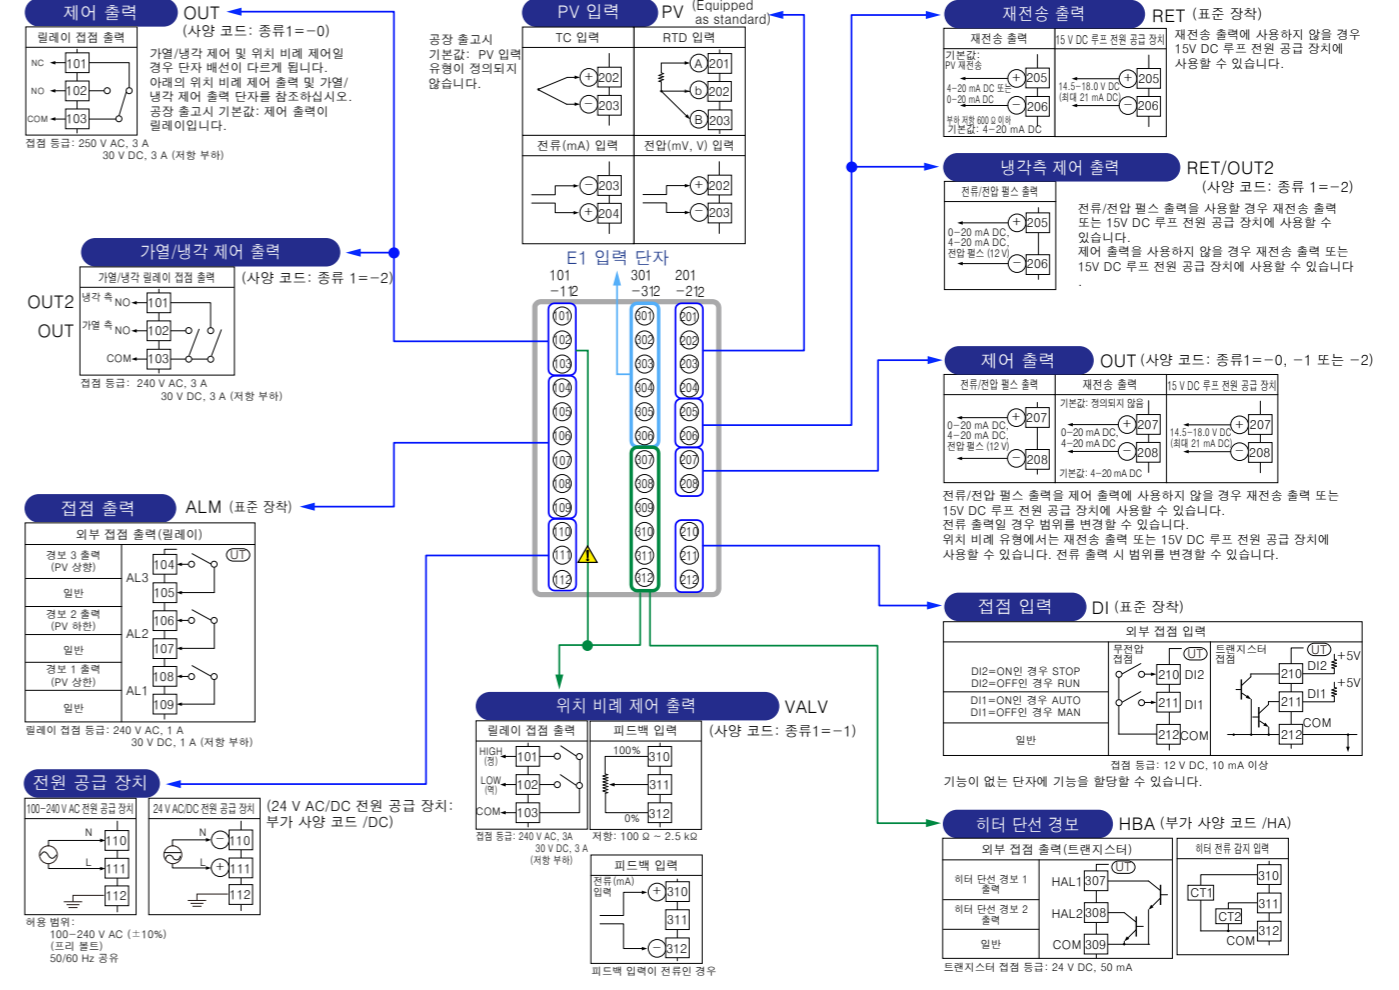 제어 출력 OUT
(사양 코드: 종류1=-0)
릴레이 접점 출력
NC 101
NO 102
COM 103
가열/냉각 제어 및 위치 비례 제어일
경우 단자 배선이 다르게 됩니다.
아래의 위치 비례 제어 출력 및 가열/
냉각 제어 출력 단자를 참조하십시오.
공장 출고시 기본값: 제어 출력이
릴레이입니다.
접점 등급: 250 V AC, 3 A
30 V DC, 3 A (저항 부하)
PV 입력 PV (Equipped
as standard)
공장 출고시
기본값: PV 입력
유형이 정의되지
않습니다.
TC 입력 RTD 입력
+ 202
− 203
A 201
b 202
B 203
전류(mA) 입력 전압(mV, V) 입력
− 203
+ 204
+ 202
− 203
재전송 출력 RET (표준 장착)
재전송 출력 15 V DC 루프 전원 공급 장치
기본값:
PV 재전송
+ 205
4-20 mA DC 또는
0-20 mA DC
− 206
부하 저항 600 Ω 이하
기본값: 4-20 mA DC
14.5-18.0 V DC
(최대 21 mA DC)
+ 205
− 206
재전송 출력에 사용하지 않을 경우
15V DC 루프 전원 공급 장치에
사용할 수 있습니다.
냉각측 제어 출력 RET/OUT2
(사양 코드: 종류 1=-2)
전류/전압 펄스 출력
+ 205
0-20 mA DC,
4-20 mA DC,
전압 펄스 (12 V)
− 206
전류/전압 펄스 출력을 사용할 경우 재전송 출력
또는 15V DC 루프 전원 공급 장치에 사용할 수
있습니다.
제어 출력을 사용하지 않을 경우 재전송 출력 또는
15V DC 루프 전원 공급 장치에 사용할 수 있습니다
.
가열/냉각 제어 출력
(사양 코드: 종류 1=-2)
가열/냉각 릴레이 접점 출력
OUT2 냉각 측 NO 101
OUT 가열 측 NO 102
COM 103
접점 등급: 240 V AC, 3 A
30 V DC, 3 A (저항 부하)
E1 입력 단자
101 301 201
-112 -312 -212
101 301 201
102 302 202
103 303 203
104 304 204
105 305 205
106 306 206
107 307 207
108 308 208
109 309
110 310 210
111 311 211
112 312 212
제어 출력 OUT (사양 코드: 종류1=-0, -1 또는 -2)
전류/전압 펄스 출력 재전송 출력 15 V DC 루프 전원 공급 장치
+ 207
0-20 mA DC,
4-20 mA DC,
전압 펄스 (12 V)
− 208
기본값: 정의되지 않음
+ 207
0-20 mA DC,
4-20 mA DC
− 208
기본값: 4-20 mA DC
+ 207
14.5-18.0 V DC
(최대 21 mA DC)
− 208
전류/전압 펄스 출력을 제어 출력에 사용하지 않을 경우 재전송 출력 또는
15V DC 루프 전원 공급 장치에 사용할 수 있습니다.
전류 출력일 경우 범위를 변경할 수 있습니다.
위치 비례 유형에서는 재전송 출력 또는 15V DC 루프 전원 공급 장치에
사용할 수 있습니다. 전류 출력 시 범위를 변경할 수 있습니다.
접점 출력 ALM (표준 장착)
외부 접점 출력(릴레이)
UT
경보 3 출력
(PV 상향)
104
AL3
일반 105
경보 2 출력
(PV 하한)
106
AL2
일반 107
경보 1 출력
(PV 상한)
108
AL1
일반 109
릴레이 접점 등급: 240 V AC, 1 A
30 V DC, 1 A (저항 부하)
전원 공급 장치
(24 V AC/DC 전원 공급 장치:
부가 사양 코드 /DC)
100-240 V AC 전원 공급 장치 24 V AC/DC 전원 공급 장치
N 110
L 111
112
N − 110
L + 111
112
허용 범위:
100-240 V AC (±10%)
(프리 볼트)
50/60 Hz 공유
위치 비례 제어 출력 VALV
(사양 코드: 종류1=-1)
릴레이 접점 출력 피드백 입력
HIGH
(정)
101
LOW
(역)
102
COM 103
100% 310
311
0% 312
접점 등급: 240 V AC, 3A
30 V DC, 3 A
(저항 부하)
저항: 100 Ω ~ 2.5 kΩ
피드백 입력
전류(mA)
입력
+ 310
311
− 312
피드백 입력이 전류인 경우
접점 입력 DI (표준 장착)
외부 접점 입력
무전압
접점
UT
트랜지스터
접점
UT
DI2=ON인 경우 STOP
DI2=OFF인 경우 RUN
210 DI2
DI2 +5V
210
DI1=ON인 경우 AUTO
DI1=OFF인 경우 MAN
211 DI1
DI1 +5V
211
일반
212 COM
COM
212
접점 등급: 12 V DC, 10 mA 이상
기능이 없는 단자에 기능을 할당할 수 있습니다.
히터 단선 경보 HBA (부가 사양 코드 /HA)
외부 접점 출력(트랜지스터)
UT
히터 단선 경보 1
출력
HAL1 307
히터 단선 경보 2
출력
HAL2 308
일반 COM 309
트랜지스터 접점 등급: 24 V DC, 50 mA
히터 전류 감지 입력
310
CT1
311
CT2
312
COM